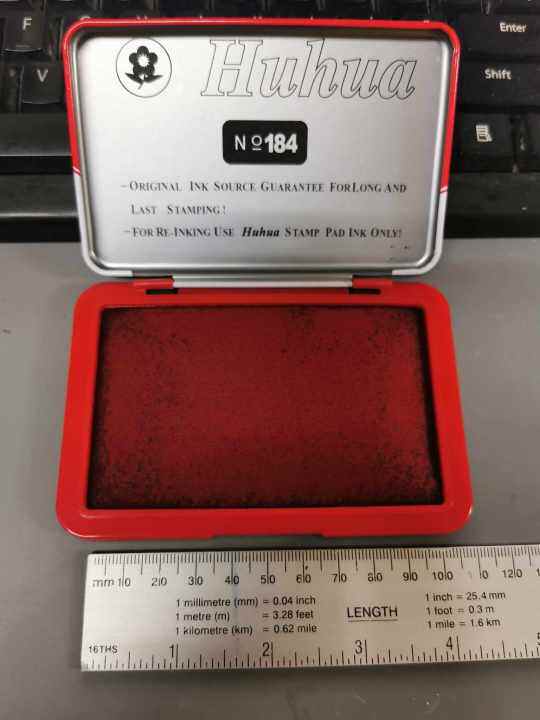 F
Enter
V
Shift
Huhua
No184
–ORIGINAL INK SOURCE GUARANTEE FORLONG AND
LAST STAMPING!
–FOR RE-INKING USE Huhua STAMP PAD INK ONLY!
mm 10 20 30 40 50 60 70 80 90 100 110 120
1 millimetre (mm) = 0.04 inch
1 metre (m) = 3.28 feet
1 kilometre (km) = 0.62 mile
LENGTH
1 inch = 25.4 mm
1 foot = 0.3 m
1 mile = 1.6 km
16THS 1 2 3 4 5